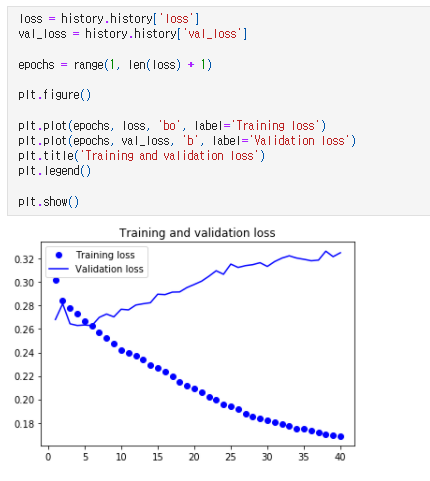 loss = history.history['loss']
val_loss = history.history['val_loss']
epochs = range(1, len(loss) + 1)
plt.figure()
plt.plot(epochs, loss, 'bo', label='Training loss')
plt.plot(epochs, val_loss, 'b', label='Validation loss')
plt.title('Training and validation loss')
plt.legend()
plt.show()
Training and validation loss
Training loss
Validation loss
0.32
0.30
0.28
0.26
0.24
0.22
0.20
0.18
0 5 10 15 20 25 30 35 40